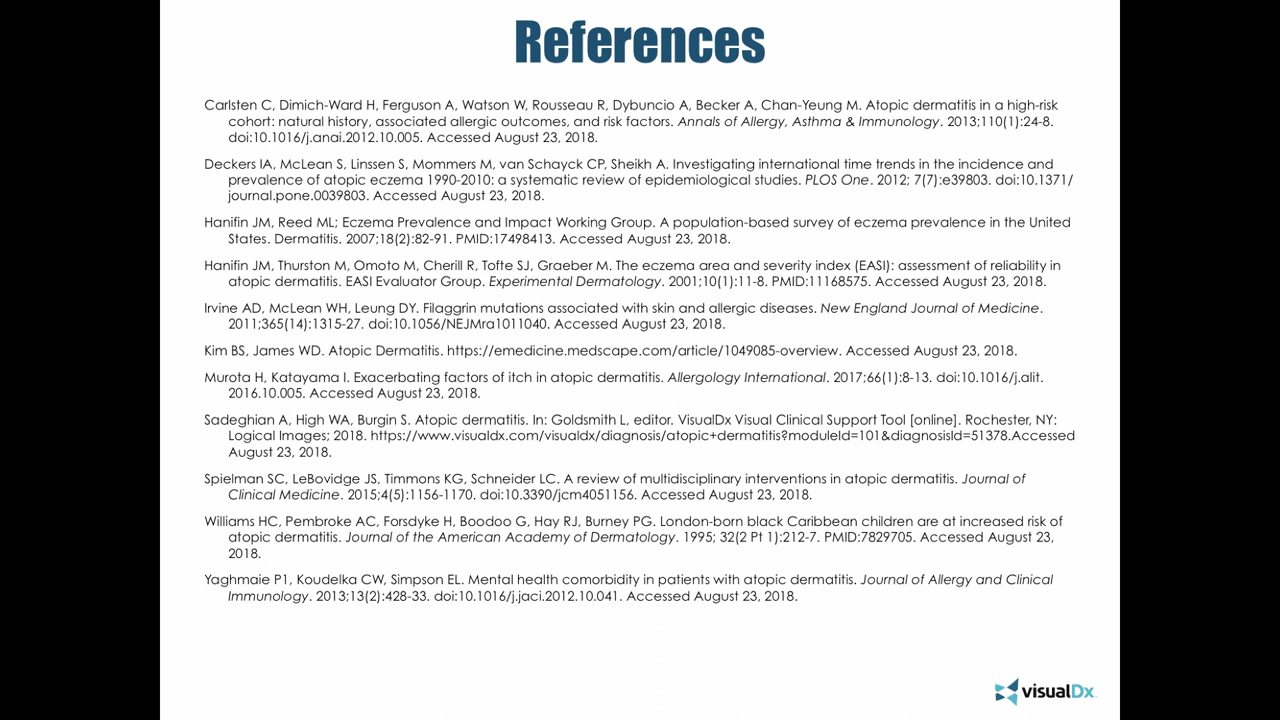 References
Carlsten C, Dimich-Ward H, Ferguson A, Watson W, Rousseau R, Dybuncio A, Becker A, Chan-Yeung M. Atopic dermatitis in a high-risk
cohort: natural history, associated allergic outcomes, and risk factors. Annals of Allergy, Asthma & Immunology. 2013;110(1):24-8.
doi:10.1016/j.anai.2012.10.005. Accessed August 23, 2018.
Deckers IA, McLean S, Linssen S, Mommers M, van Schayck CP, Sheikh A. Investigating international time trends in the incidence and
prevalence of atopic eczema 1990-2010: a systematic review of epidemiological studies. PLOS One. 2012; 7(7):e39803. doi:10.1371/
journal.pone.0039803. Accessed August 23, 2018.
Hanifin JM, Reed ML; Eczema Prevalence and Impact Working Group. A population-based survey of eczema prevalence in the United
States. Dermatitis. 2007;18(2):82-91. PMID:17498413. Accessed August 23, 2018.
Hanifin JM, Thurston M, Omoto M, Cherill R, Tofte SJ, Graeber M. The eczema area and severity index (EASI): assessment of reliability in
atopic dermatitis. EASI Evaluator Group. Experimental Dermatology. 2001;10(1):11-8. PMID:11168575. Accessed August 23, 2018.
Irvine AD, McLean WH, Leung DY. Filaggrin mutations associated with skin and allergic diseases. New England Journal of Medicine.
2011;365(14):1315-27. doi:10.1056/NEJMra1011040. Accessed August 23, 2018.
Kim BS, James WD. Atopic Dermatitis. https://emedicine.medscape.com/article/1049085-overview. Accessed August 23, 2018.
Murota H, Katayama I. Exacerbating factors of itch in atopic dermatitis. Allergology International. 2017;66(1):8-13. doi:10.1016/j.alit.
2016.10.005. Accessed August 23, 2018.
Sadeghian A, High WA, Burgin S. Atopic dermatitis. In: Goldsmith L, editor. VisualDx Visual Clinical Support Tool [online]. Rochester, NY:
Logical Images; 2018. https://www.visualdx.com/visualdx/diagnosis/atopic+dermatitis?moduleId=101&diagnosisId=51378.Accessed
August 23, 2018.
Spielman SC, LeBovidge JS, Timmons KG, Schneider LC. A review of multidisciplinary interventions in atopic dermatitis. Journal of
Clinical Medicine. 2015;4(5):1156-1170. doi:10.3390/jcm4051156. Accessed August 23, 2018.
Williams HC, Pembroke AC, Forsdyke H, Boodoo G, Hay RJ, Burney PG. London-born black Caribbean children are at increased risk of
atopic dermatitis. Journal of the American Academy of Dermatology. 1995; 32(2 Pt 1):212-7. PMID:7829705. Accessed August 23,
2018.
Yaghmaie P1, Koudelka CW, Simpson EL. Mental health comorbidity in patients with atopic dermatitis. Journal of Allergy and Clinical
Immunology. 2013;13(2):428-33. doi:10.1016/j.jaci.2012.10.041. Accessed August 23, 2018.
visualDx